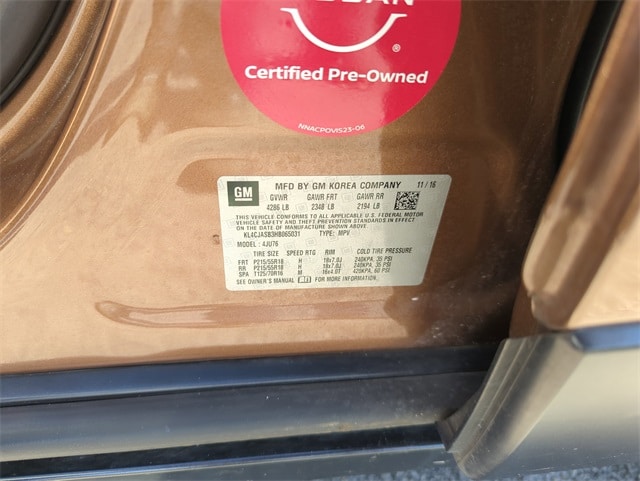 Certified Pre-Owned
NNACPOVIS23-06
GM
MFD BY GM KOREA COMPANY 11/16
GVWR GAWR FRT GAWR RR
4286 LB 2348 LB 2194 LB
THIS VEHICLE CONFORMS TO ALL APPLICABLE U.S. FEDERAL MOTOR
VEHICLE SAFETY AND THEFT PREVENTION STANDARDS IN EFFECT
ON THE DATE OF MANUFACTURE SHOWN ABOVE.
KL4CJASB3HB065031 TYPE: MPV
MODEL: 4JU76
TIRE SIZE SPEED RTG RIM COLD TIRE PRESSURE
FRT P215/55R18 H 18x7.0J 240KPA, 35 PSI
RR P215/55R18 H 18x7.0J 240KPA, 35 PSI
SPA T125/70R16 M 16x4.0T 420KPA, 60 PSI
SEE OWNER'S MANUAL FOR MORE INFORMATION.